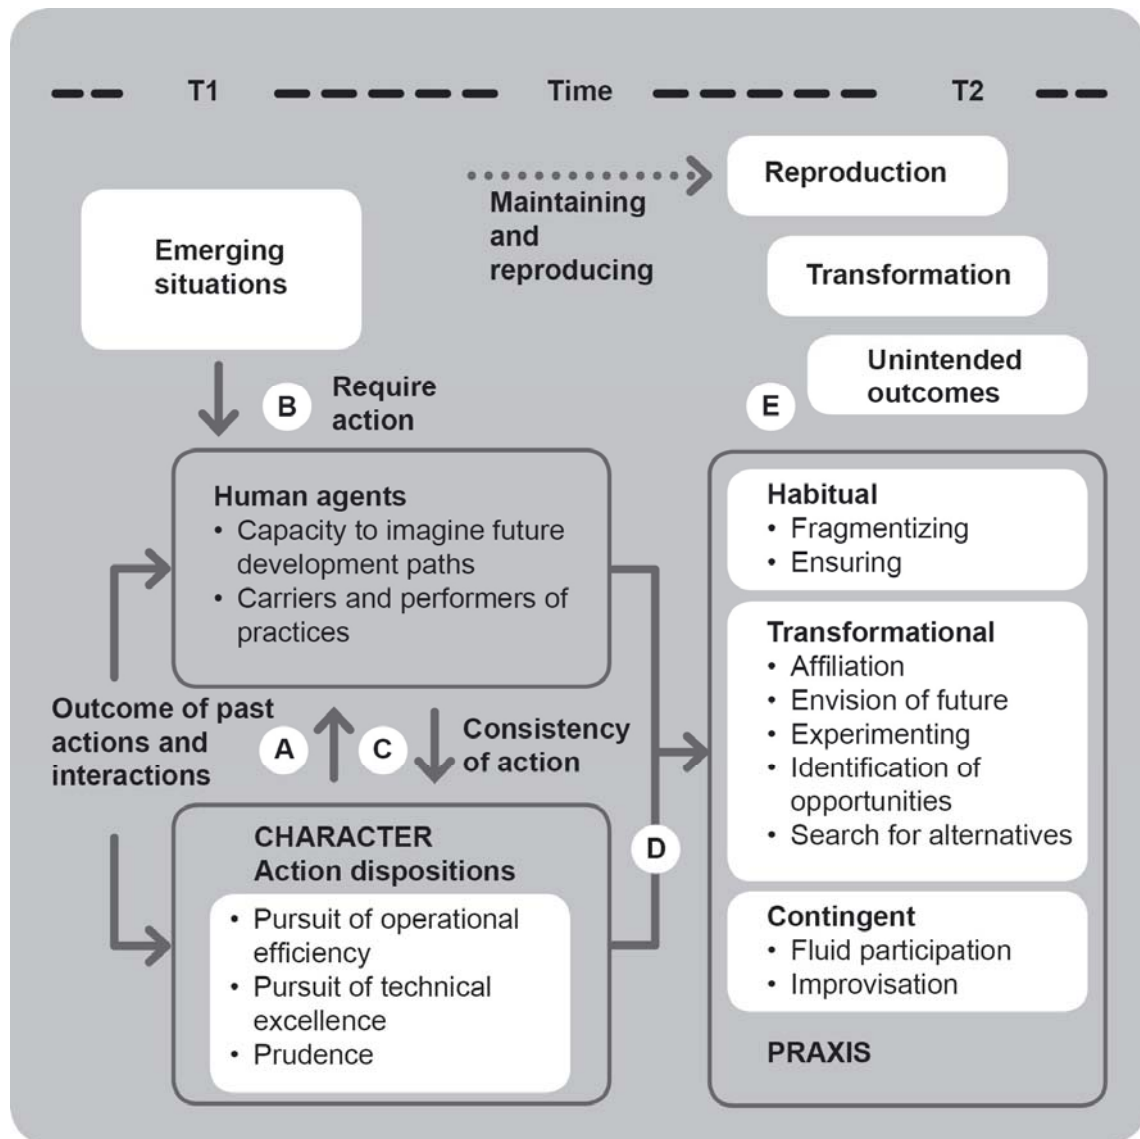 T1 Time T2
Reproduction
Maintaining
and
reproducing
Emerging
situations
Transformation
Unintended
outcomes
B
Require
action
E
Human agents
• Capacity to imagine future
development paths
• Carriers and performers of
practices
Outcome of past
actions and
interactions
A
C
Consistency
of action
CHARACTER
Action dispositions
• Pursuit of operational
efficiency
• Pursuit of technical
excellence
• Prudence
D
Habitual
• Fragmentizing
• Ensuring
Transformational
• Affiliation
• Envision of future
• Experimenting
• Identification of
opportunities
• Search for alternatives
Contingent
• Fluid participation
• Improvisation
PRAXIS